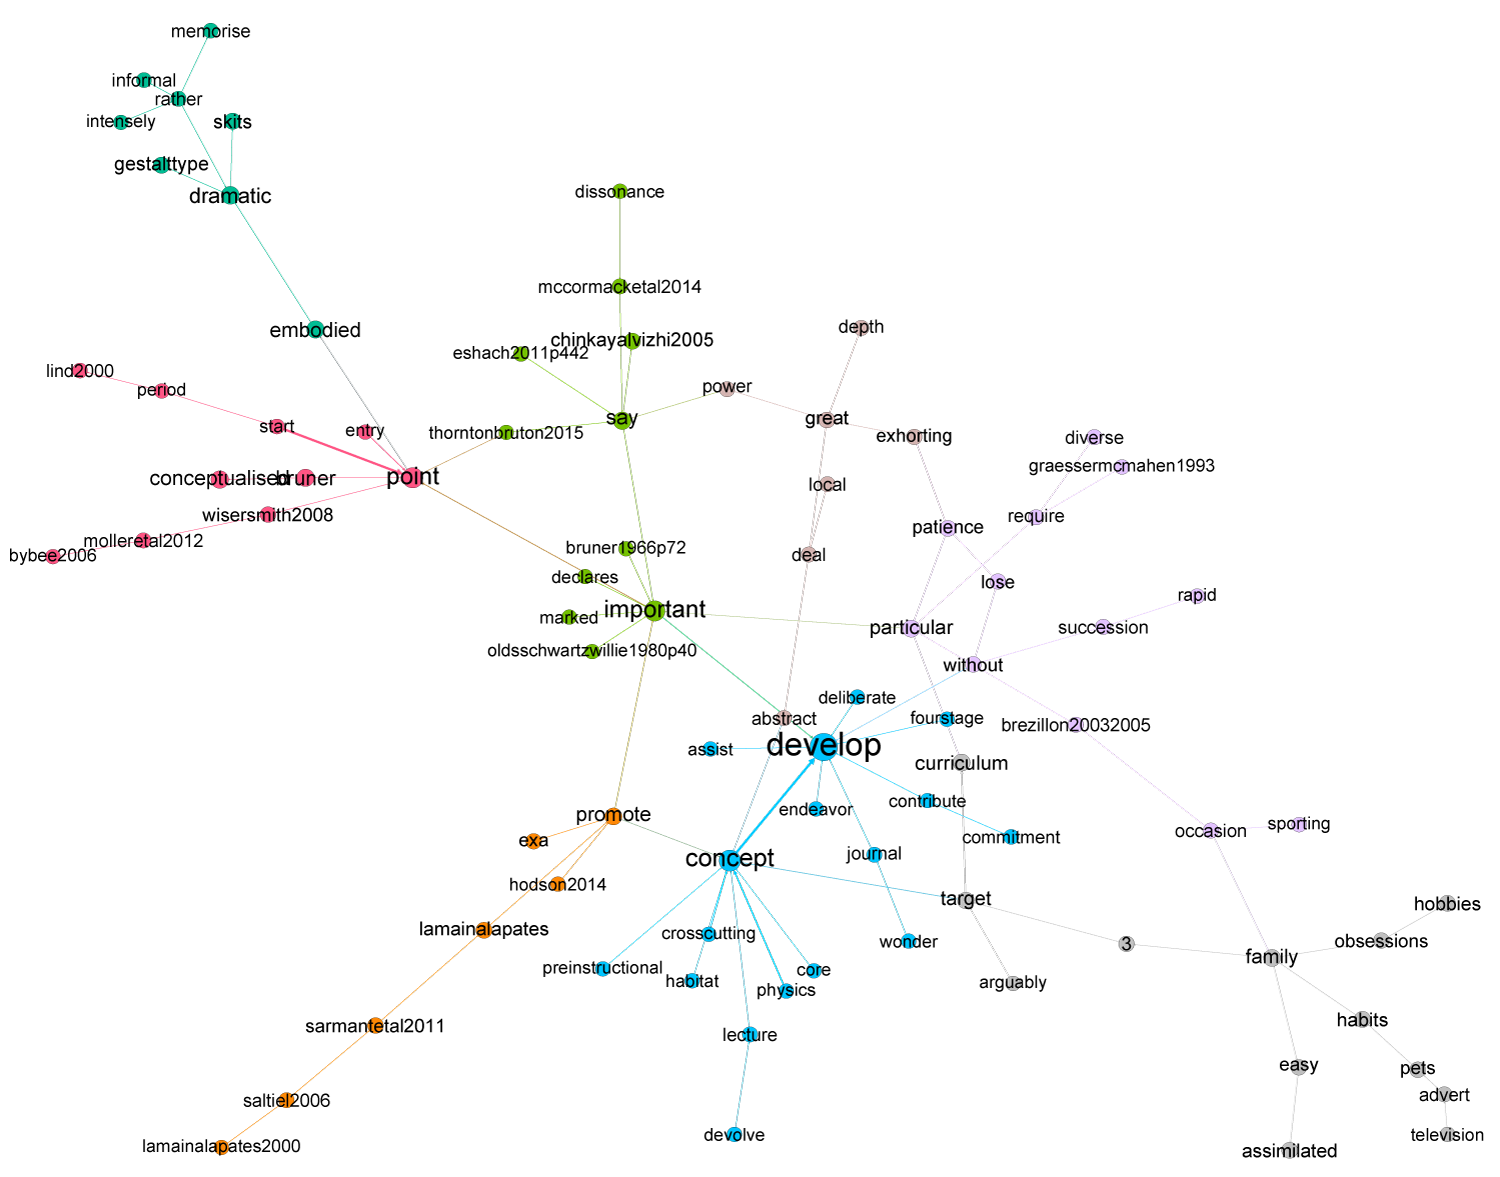 memorise
informal
rather
intensely
skits
gestalttype
dramatic
dissonance
mccormacketal2014
embodied
depth
chinkayalvizhi2005
eshach2011p442
lind2000
period
power
start
entry
say
great
thorntonbruton2015
exhorting
diverse
graessermcmahen1993
conceptualised
bruner
point
local
wisersmith2008
patience
require
molleretal2012
bybee2006
bruner1966p72
deal
declares
lose
rapid
important
marked
particular
succession
oldsschwartzwillie1980p40
without
deliberate
abstract
fourstage
brezillon20032005
develop
assist
curriculum
endeavor
contribute
promote
exa
commitment
occasion
sporting
concept
journal
hodson2014
target
hobbies
lamainalapates
crosscutting
wonder
3
obsessions
family
preinstructional
habitat
core
physics
arguably
sarmantetal2011
lecture
habits
easy
pets
saltiel2006
advert
devolve
television
lamainalapates2000
assimilated